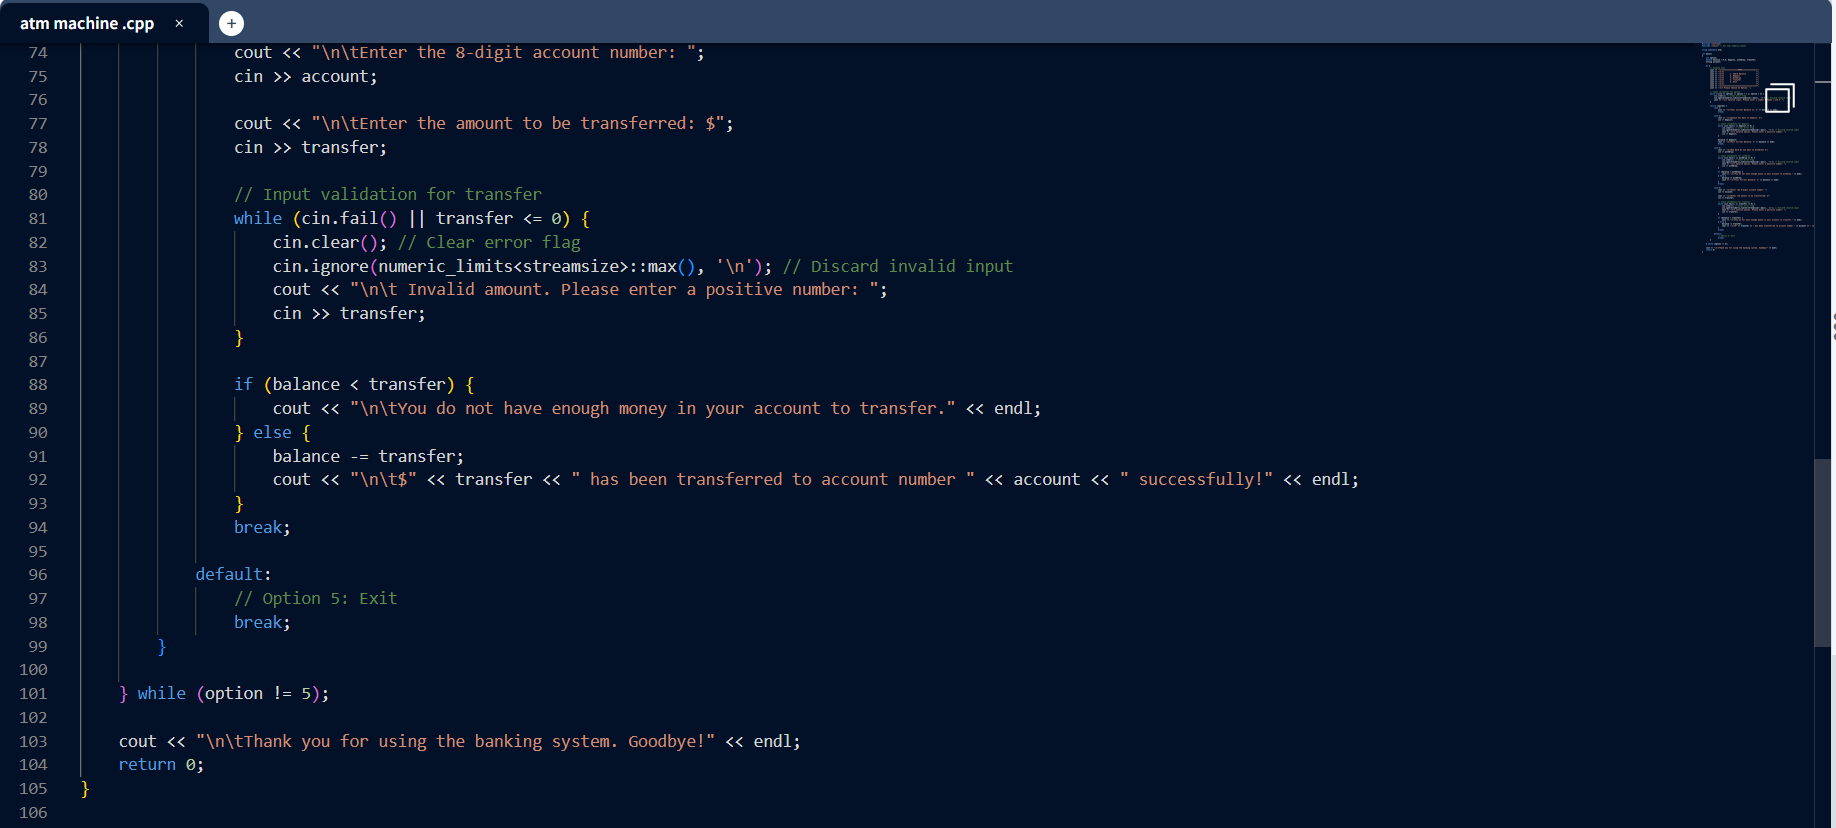 atm machine .cpp × +
74 cout << "\n\tEnter the 8-digit account number: ";
75 cin >> account;
76
77 cout << "\n\tEnter the amount to be transferred: $";
78 cin >> transfer;
79
80 // Input validation for transfer
81 while (cin.fail() || transfer <= 0) {
82 cin.clear(); // Clear error flag
83 cin.ignore(numeric_limits<streamsize>::max(), '\n'); // Discard invalid input
84 cout << "\n\t Invalid amount. Please enter a positive number: ";
85 cin >> transfer;
86 }
87
88 if (balance < transfer) {
89 cout << "\n\tYou do not have enough money in your account to transfer." << endl;
90 } else {
91 balance -= transfer;
92 cout << "\n\t$" << transfer << " has been transferred to account number " << account << " successfully!" << endl;
93 }
94 break;
95
96 default:
97 // Option 5: Exit
98 break;
99 }
100
101 } while (option != 5);
102
103 cout << "\n\tThank you for using the banking system. Goodbye!" << endl;
104 return 0;
105 }
106